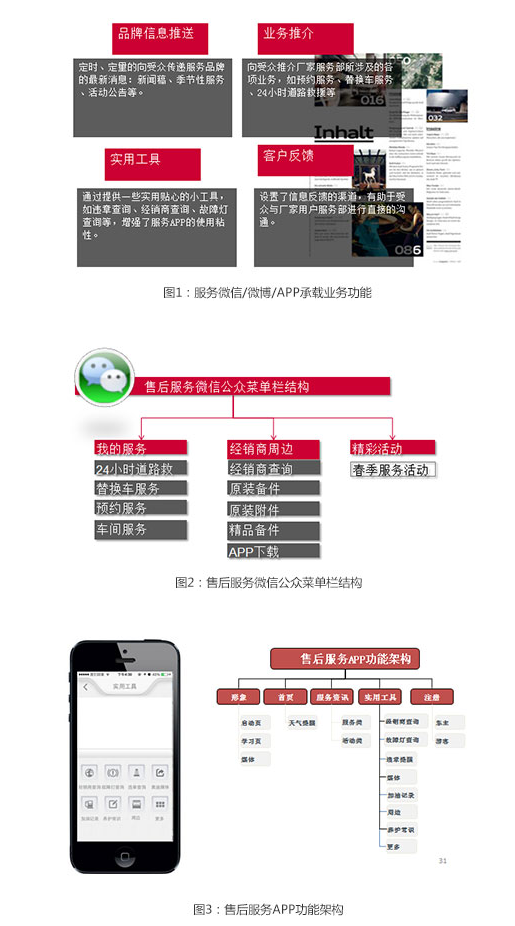 品牌信息推送
业务推介
定时、定量的向受众传递服务品牌
的最新消息：新闻稿、季节性服务
、活动公告等。
向受众推介厂家服务部所涉及的各
项业务，如预约服务、替换车服务
、24小时道路救援等
016
032
Inhalt
实用工具
客户反馈
通过提供一些实用贴心的小工具，
如违章查询、经销商查询、故障灯
查询等，增强了服务APP的使用粘
性。
设置了信息反馈的渠道，有助于受
众与厂家用户服务部进行直接的沟
通。
086
图1：服务微信/微博/APP承载业务功能
售后服务微信公众菜单栏结构
我的服务
经销商周边
精彩活动
24小时道路救
经销商查询
春季服务活动
替换车服务
原装备件
预约服务
原装附件
车间服务
精品备件
APP下载
图2：售后服务微信公众菜单栏结构
实用工具
更多
售后服务APP功能架构
形象
首页
服务资讯
实用工具
注册
启动页
天气提醒
服务类
经销商查询
车主
学习页
活动类
故障灯查询
游客
媒体
违章提醒
媒体
加油记录
周边
养护常识
更多
31
图3：售后服务APP功能架构